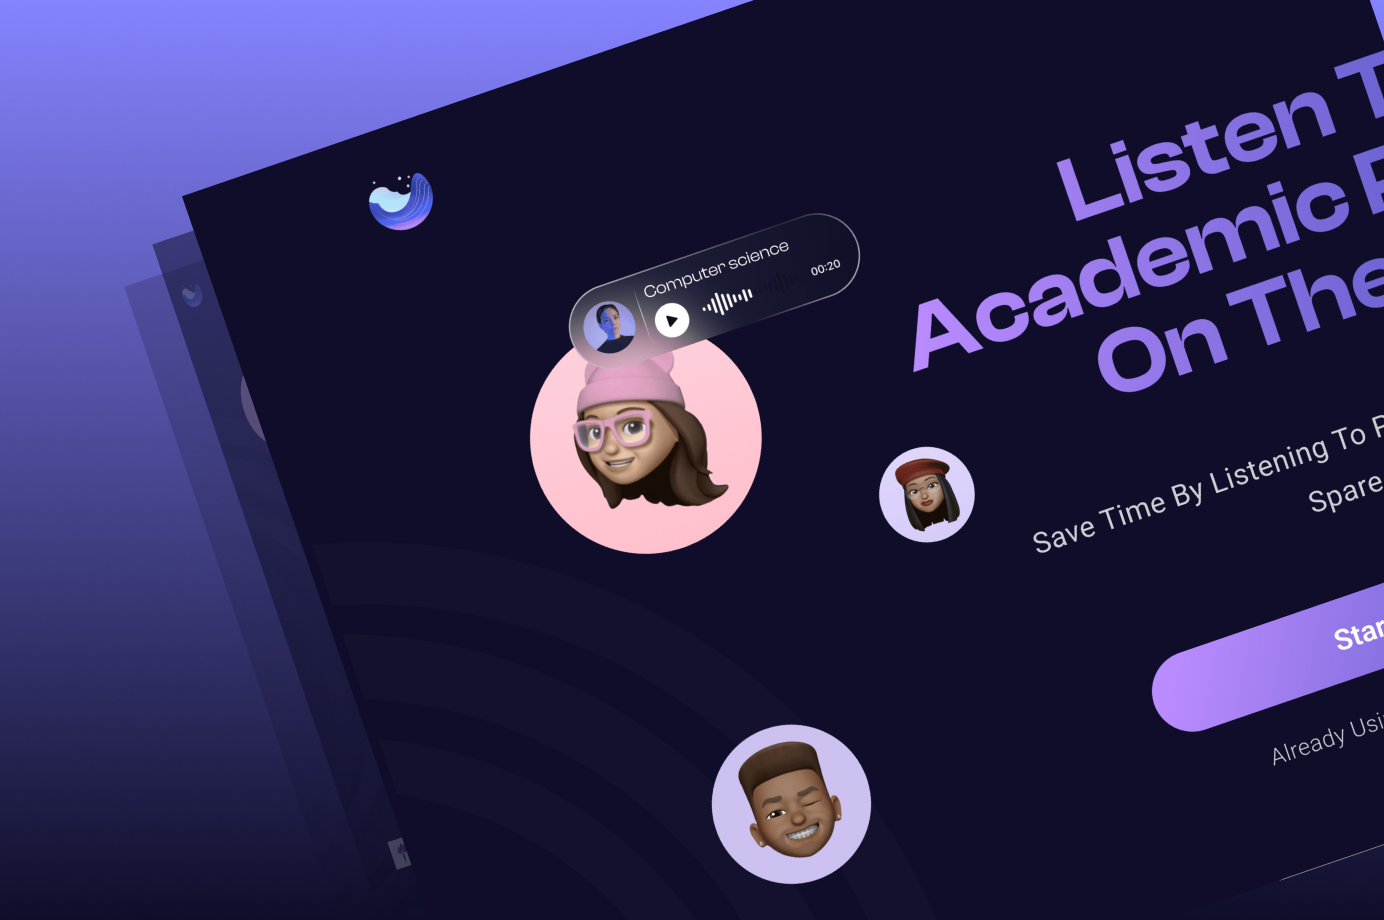 Listen
Academic
On The
Computer science
00:20
Save Time By Listening To
Spare
Already